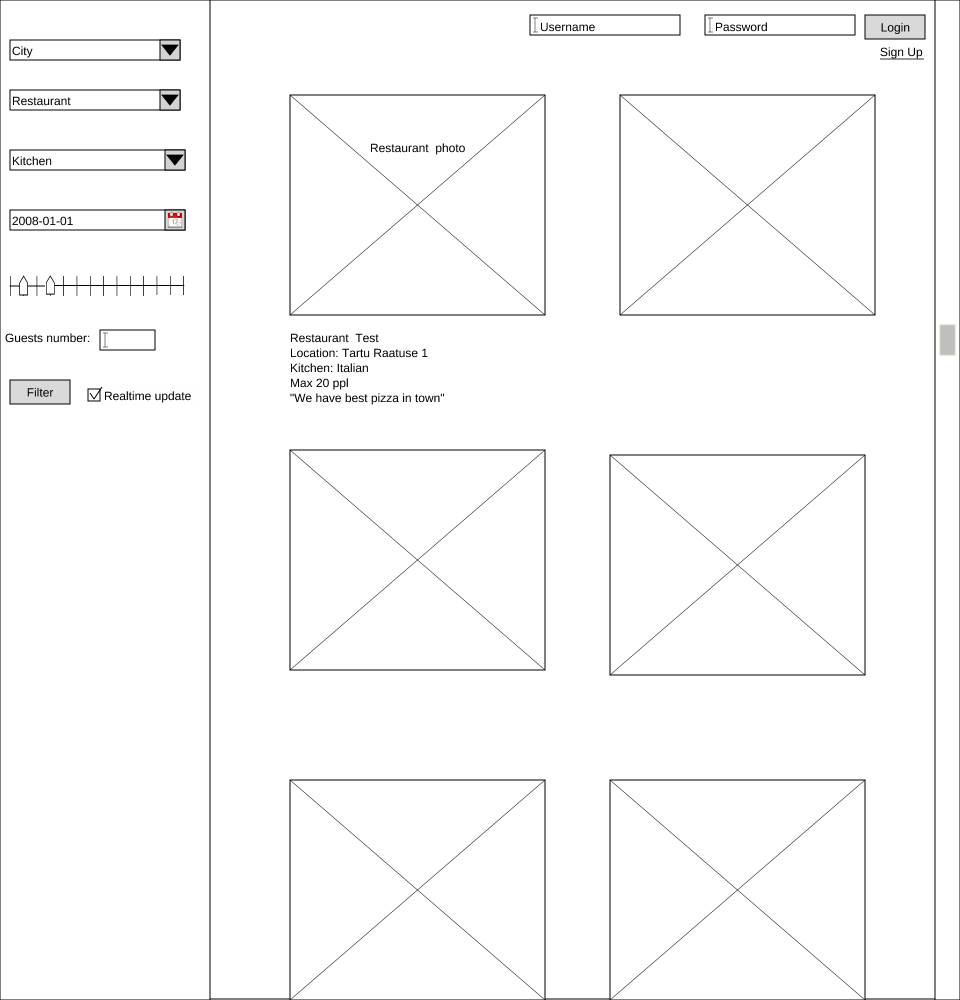 Username
Password
Login
Sign Up
City
Restaurant
Kitchen
2008-01-01
Guests number:
Filter
Realtime update
Restaurant photo
Restaurant Test
Location: Tartu Raatuse 1
Kitchen: Italian
Max 20 ppl
"We have best pizza in town"